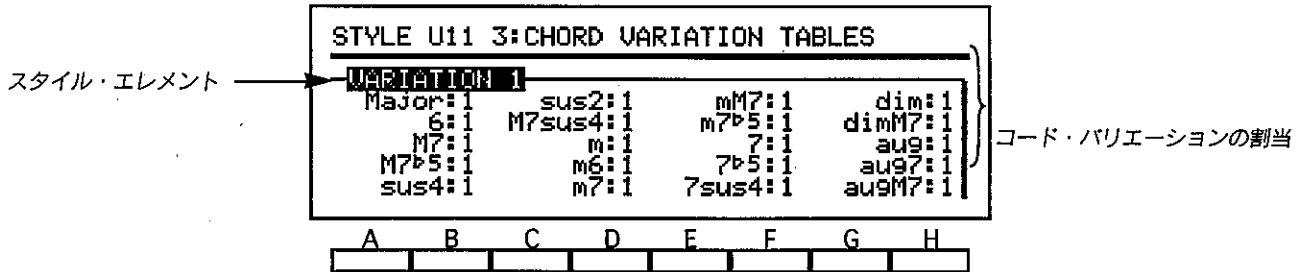 STYLE U11 3:CHORD VARIATION TABLES
スタイル・エレメント
VARIATION 1
Major:1 sus2:1 mM7:1 dim:1
6:1 M7sus4:1 m7♭5:1 dimM7:1
M7:1 m:1 7:1 aug:1
コード・バリエーションの割当
M7♭5:1 m6:1 7♭5:1 aug7:1
sus4:1 m7:1 7sus4:1 augM7:1
A B C D E F G H